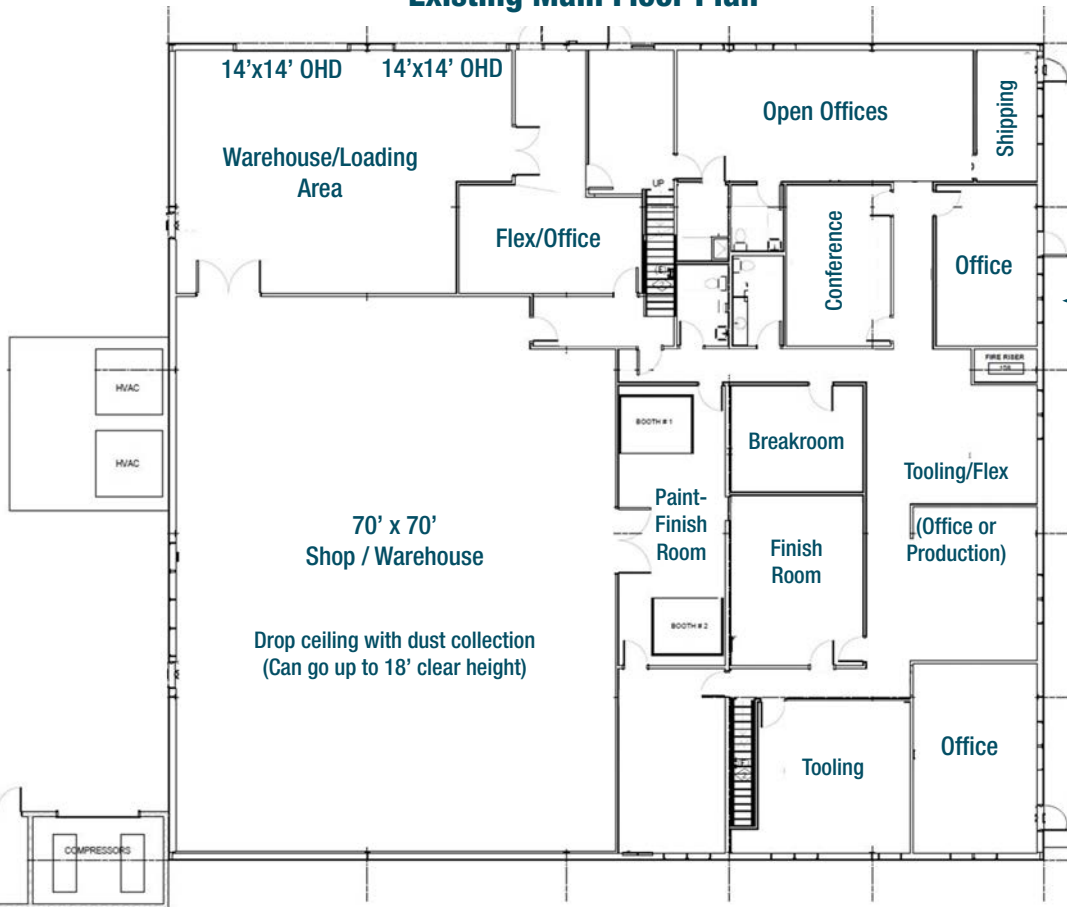 Existing Main Floor Plan
14'x14' OHD
14'x14' OHD
Warehouse/Loading
Area
Open Offices
Shipping
UP
Flex/Office
Conference
Office
FIRE RISER
HVAC
HVAC
BOOTH # 1
Breakroom
Tooling/Flex
(Office or
Production)
Paint-
Finish
Room
Finish
Room
70' x 70'
Shop / Warehouse
Drop ceiling with dust collection
(Can go up to 18' clear height)
BOOTH # 2
Office
Tooling
COMPRESSORS